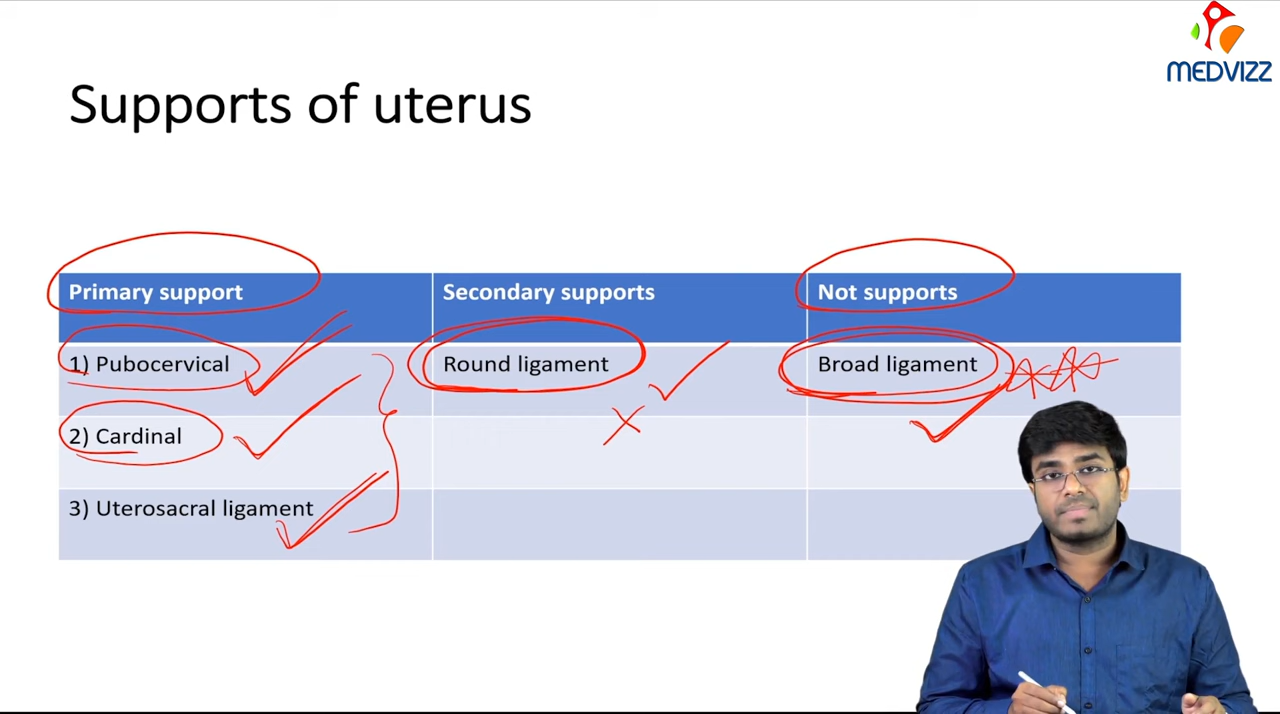 MEDVIZZ
Supports of uterus
Primary support
Secondary supports
Not supports
1) Pubocervical
Round ligament
Broad ligament
2) Cardinal
3) Uterosacral ligament